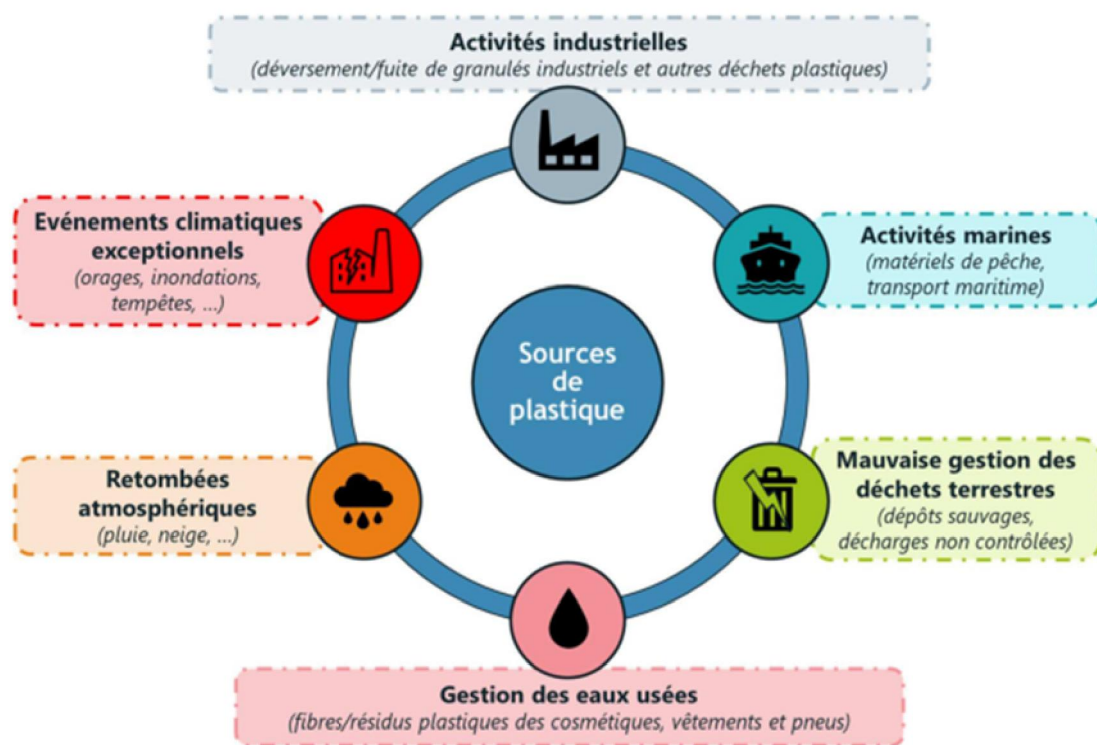 Activités industrielles
(déversement/fuite de granulés industriels et autres déchets plastiques)
Evénements climatiques
exceptionnels
(orages, inondations,
tempêtes, ...)
Activités marines
(matériels de pêche,
transport maritime)
Sources
de
plastique
Retombées
atmosphériques
(pluie, neige, ...)
Mauvaise gestion des
déchets terrestres
(dépôts sauvages,
décharges non contrôlées)
Gestion des eaux usées
(fibres/résidus plastiques des cosmétiques, vêtements et pneus)